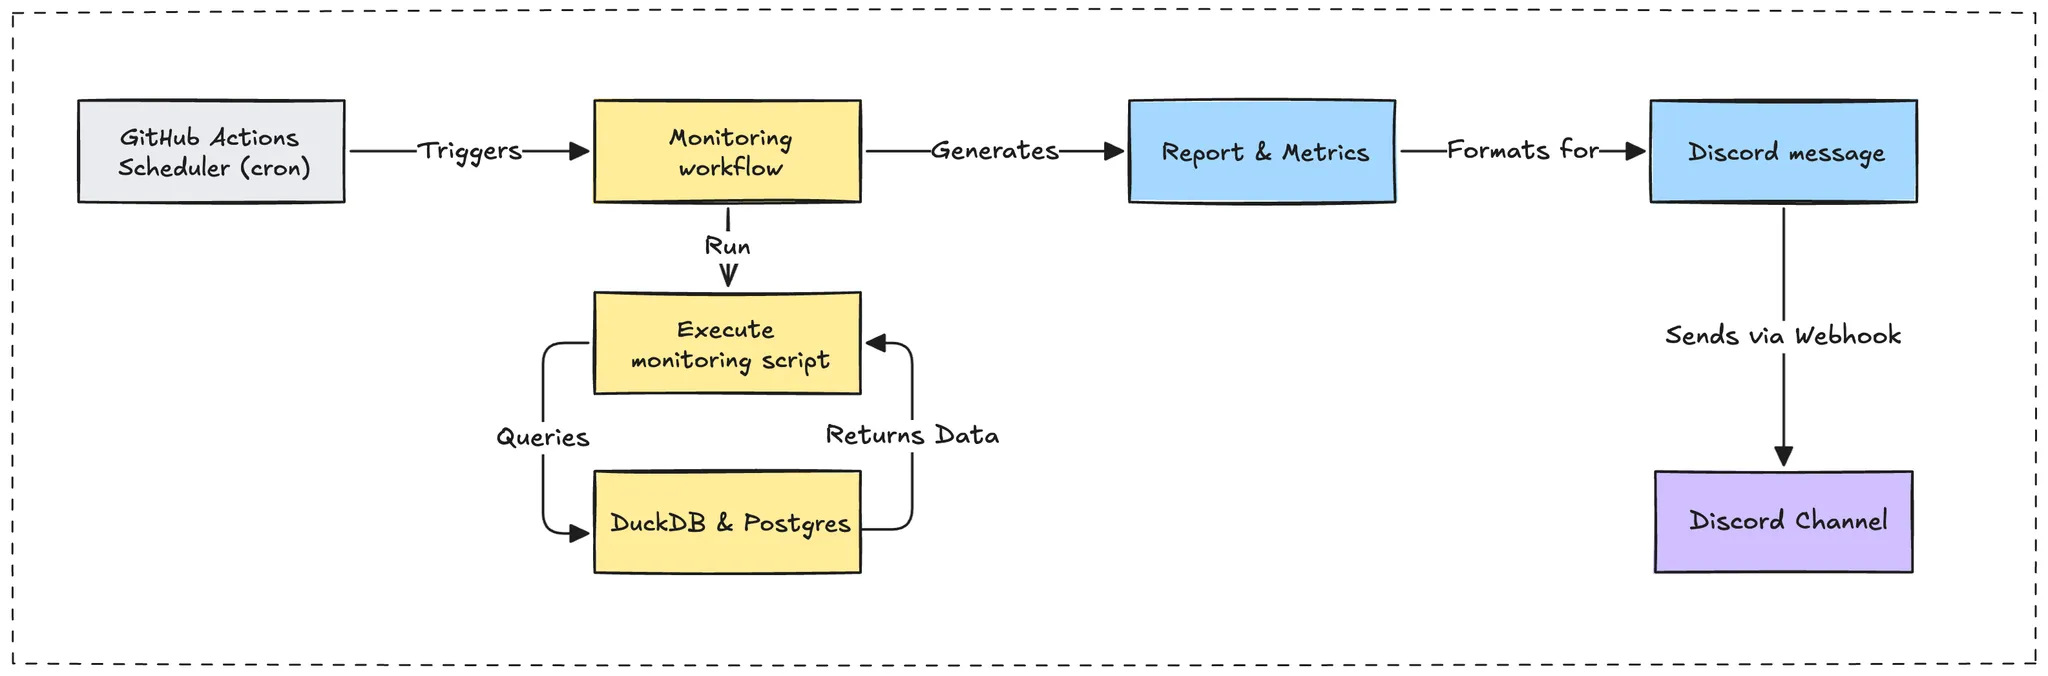 GitHub Actions
Scheduler (cron)
Triggers
Monitoring
workflow
Generates
Report & Metrics
Formats for
Discord message
Run
Execute
monitoring script
Sends via Webhook
Queries
Returns Data
DuckDB & Postgres
Discord Channel